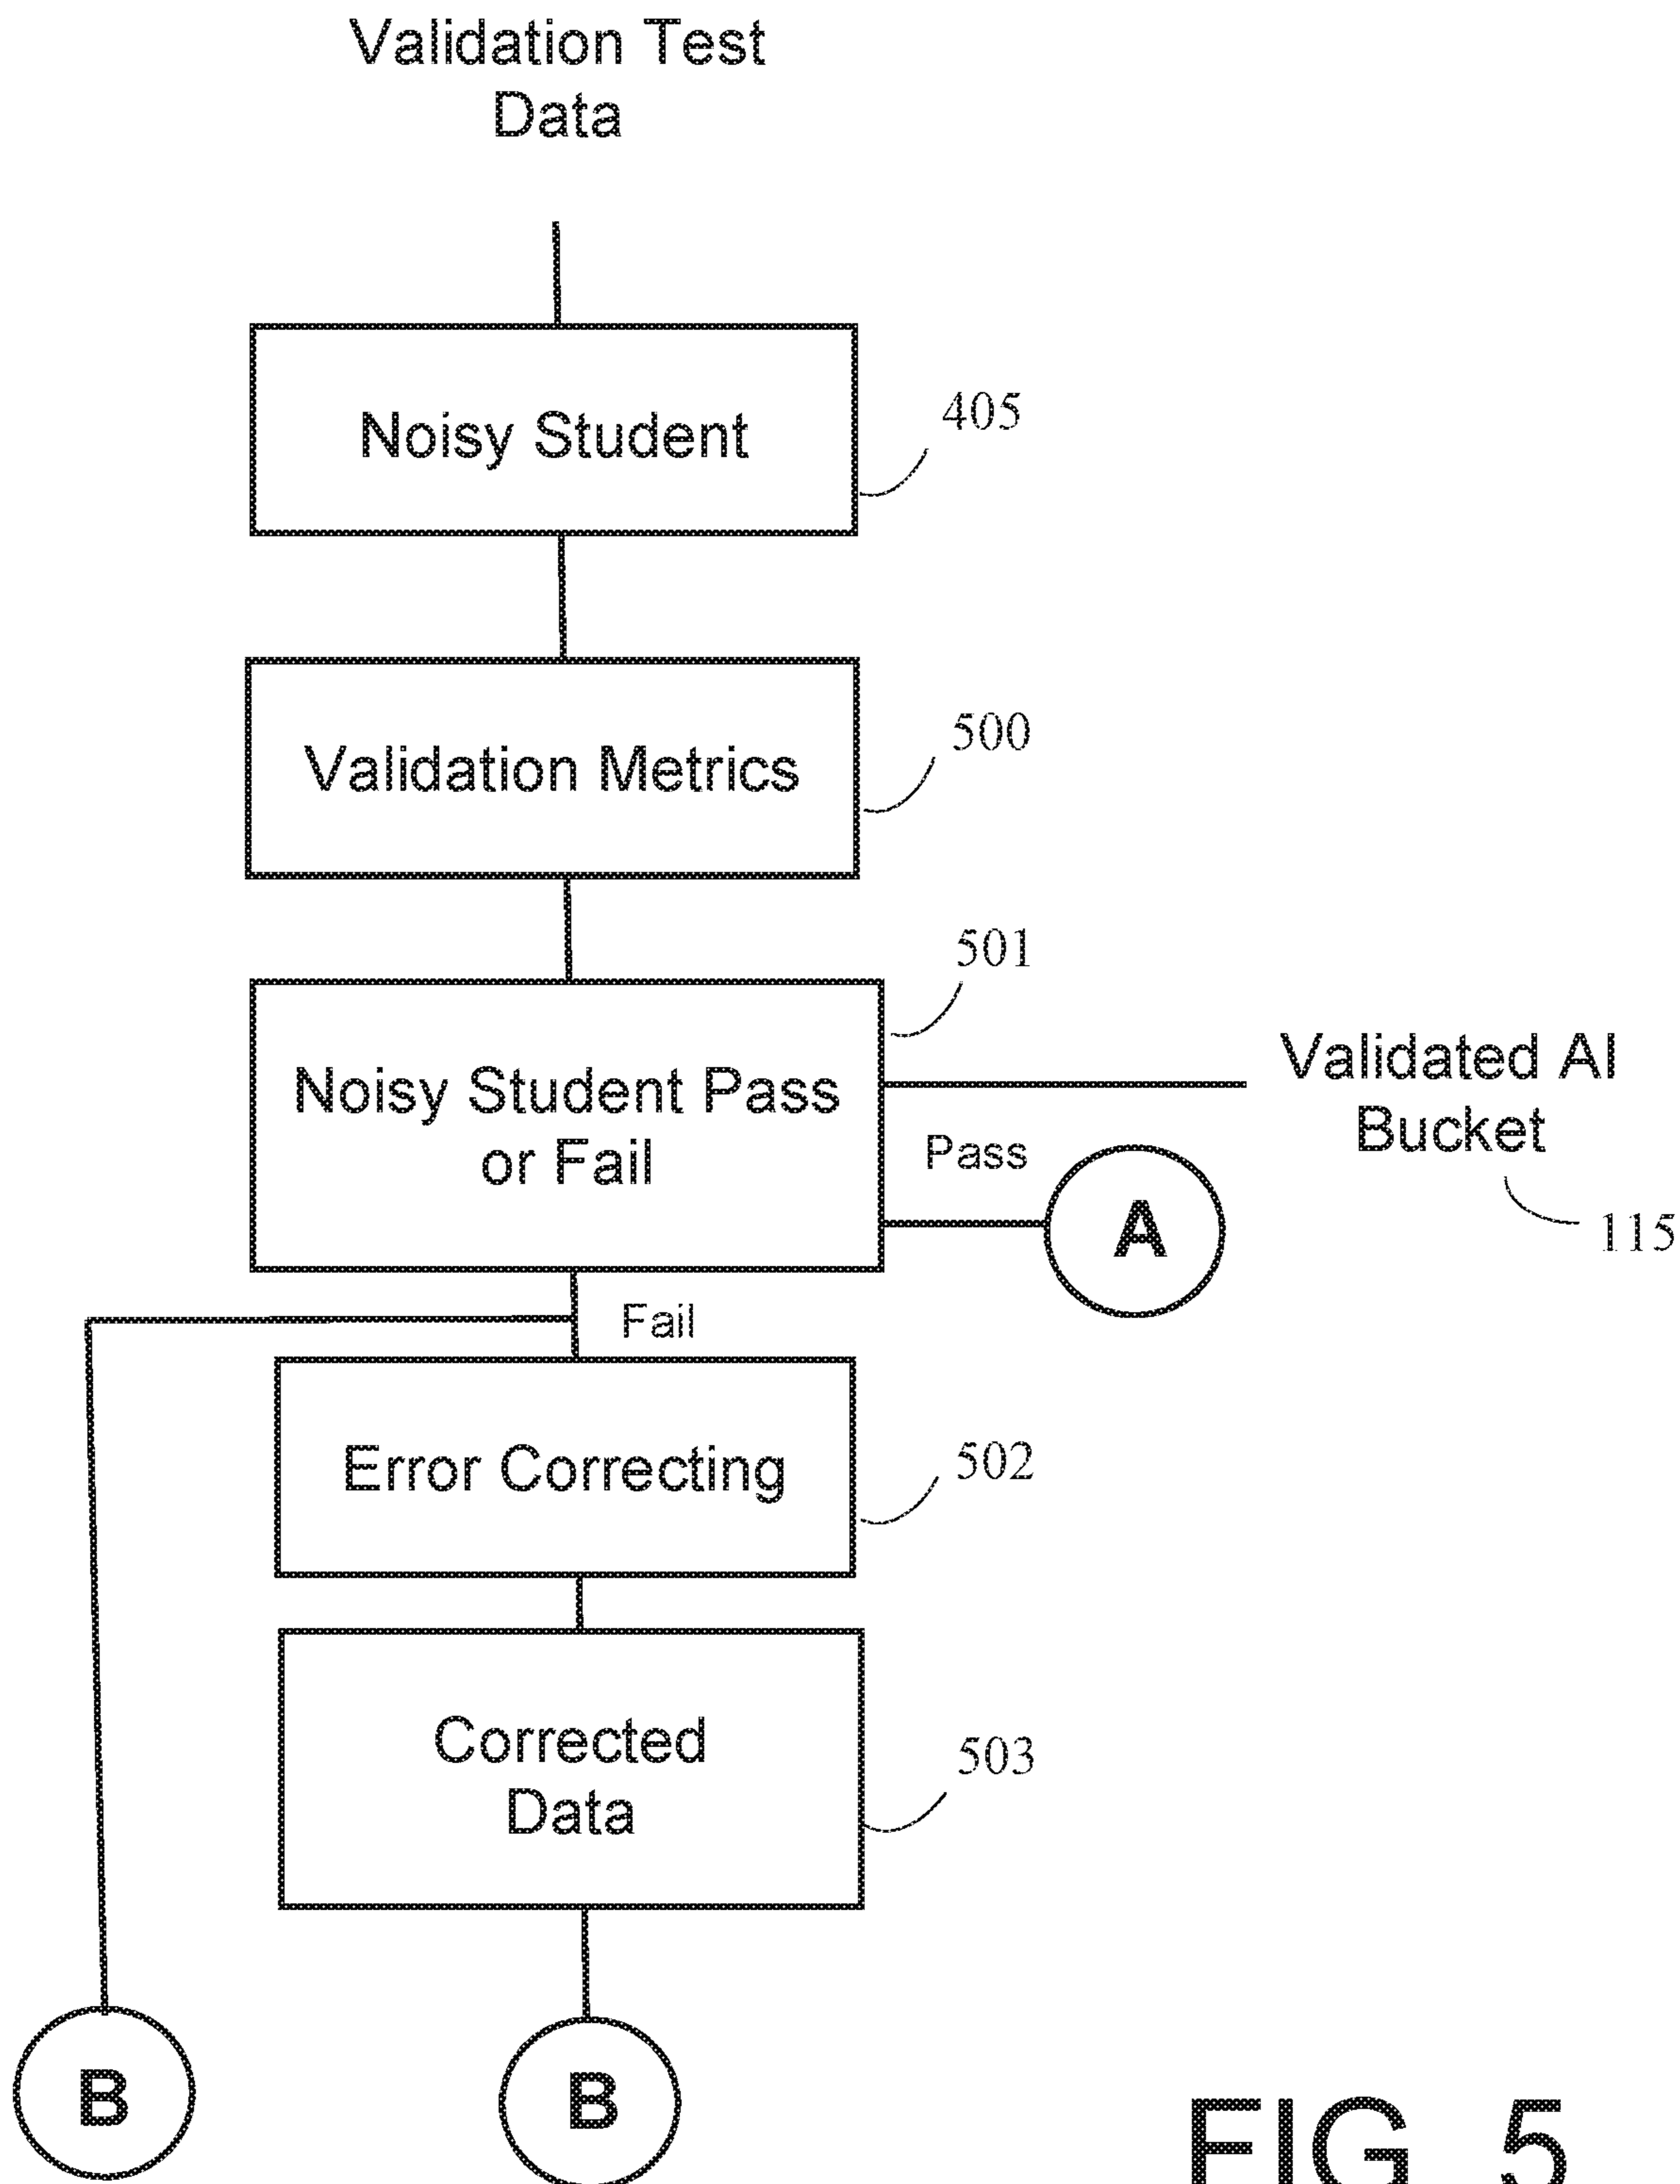 Validation Test
Data
Noisy Student
405
Validation Metrics
500
501
Noisy Student Pass
or Fail
Validated AI
Bucket
Pass
A
115
Fail
Error Correcting
502
Corrected
Data
503
B
B
FIG. 5